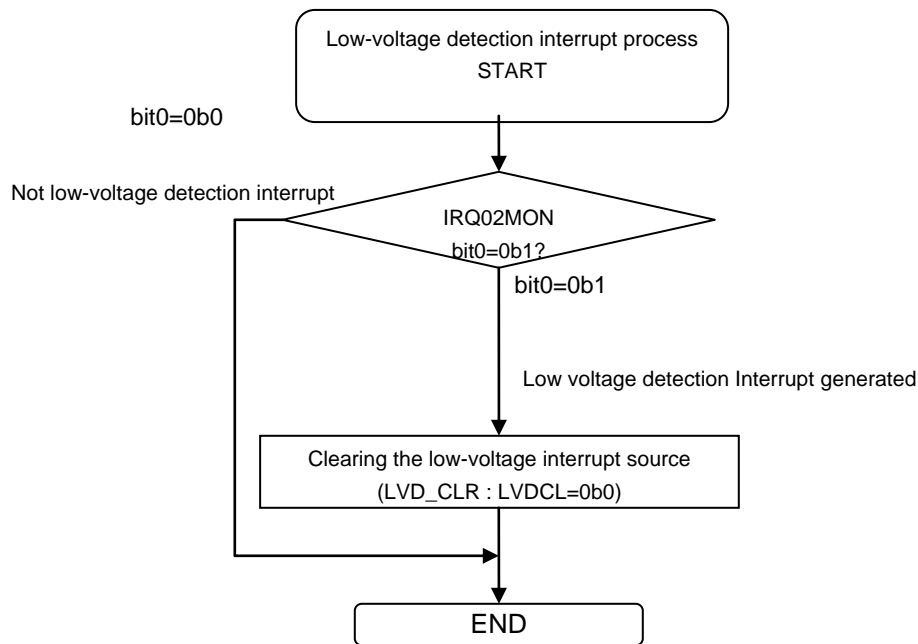 Low-voltage detection interrupt process
START
bit0=0b0
Not low-voltage detection interrupt
IRQ02MON
bit0=0b1?
bit0=0b1
Low voltage detection Interrupt generated
Clearing the low-voltage interrupt source
(LVD_CLR : LVDCL=0b0)
END